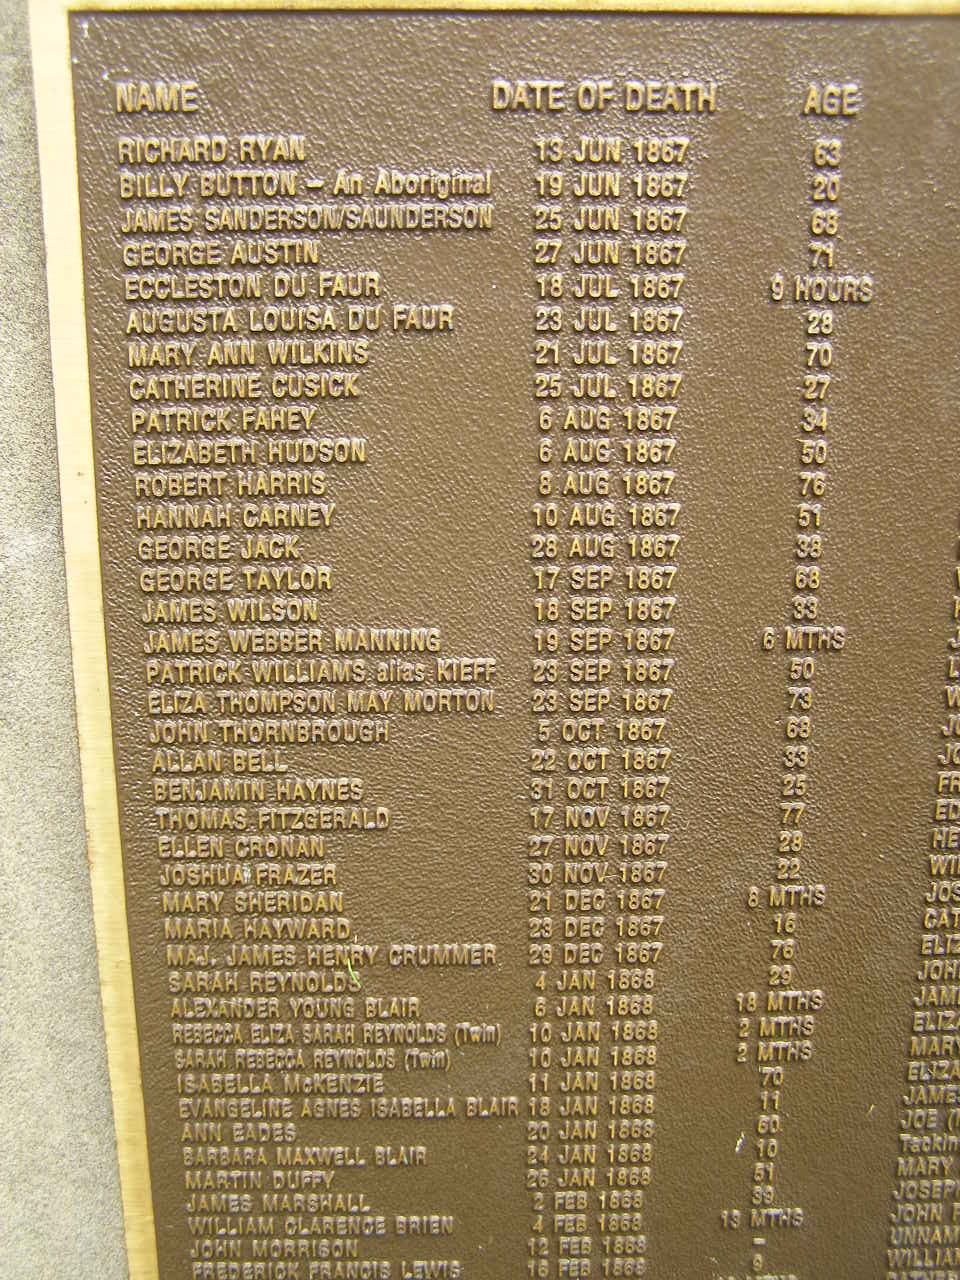 NAME DATE OF DEATH AGE
RICHARD RYAN 13 JUN 1867 63
BILLY BUTTON – An Aboriginal 19 JUN 1867 20
JAMES SANDERSON/SAUNDERSON 25 JUN 1867 68
GEORGE AUSTIN 27 JUN 1867 71
ECCLESTON DU FAUR 18 JUL 1867 9 HOURS
AUGUSTA LOUISA DU FAUR 23 JUL 1867 28
MARY ANN WILKINS 21 JUL 1867 70
CATHERINE CUSICK 25 JUL 1867 27
PATRICK FAHEY 6 AUG 1867 34
ELIZABETH HUDSON 6 AUG 1867 50
ROBERT HARRIS 8 AUG 1867 76
HANNAH CARNEY 10 AUG 1867 51
GEORGE JACK 28 AUG 1867 38
GEORGE TAYLOR 17 SEP 1867 68
JAMES WILSON 18 SEP 1867 33
JAMES WEBBER MANNING 19 SEP 1867 6 MTHS
PATRICK WILLIAMS alias KIEFF 23 SEP 1867 50
ELIZA THOMPSON MAY MORTON 23 SEP 1867 73
JOHN THORNBROUGH 5 OCT 1867 68
ALLAN BELL 22 OCT 1867 33
BENJAMIN HAYNES 31 OCT 1867 25
THOMAS FITZGERALD 17 NOV 1867 77
ELLEN CRONAN 27 NOV 1867 28
JOSHUA FRAZER 30 NOV 1867 22
MARY SHERIDAN 21 DEC 1867 8 MTHS
MARIA HAYWARD 23 DEC 1867 16
MAJ. JAMES HENRY CRUMMER 29 DEC 1867 76
SARAH REYNOLDS 4 JAN 1868 29
ALEXANDER YOUNG BLAIR 6 JAN 1868 18 MTHS
REBECCA ELIZA SARAH REYNOLDS (Twin) 10 JAN 1868 2 MTHS
SARAH REBECCA REYNOLDS (Twin) 10 JAN 1868 2 MTHS
ISABELLA McKENZIE 11 JAN 1868 70
EVANGELINE AGNES ISABELLA BLAIR 18 JAN 1868 11
ANN EADES 20 JAN 1868 60
BARBARA MAXWELL BLAIR 24 JAN 1868 10
MARTIN DUFFY 26 JAN 1868 51
JAMES MARSHALL 2 FEB 1868 39
WILLIAM CLARENCE BRIEN 4 FEB 1868 13 MTHS
JOHN MORRISON 12 FEB 1868 –
FREDERICK FRANCIS LEWIS 16 FEB 1868 9